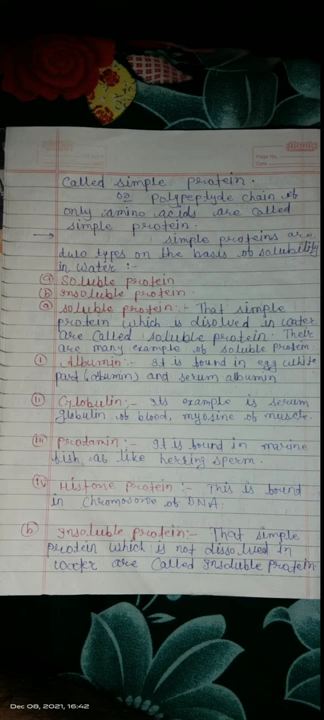 Page No.
Date
Called simple protein.
or Polypeptyde chain of
only amino acids are called
simple protein.
→ simple proteins are
two types on the basis of solubility
in water :-
(a) Soluble protein
(b) Insoluble protein.
(a) Soluble protein:- That simple
protein which is disolved in water
are called soluble protein. Their
are many example of soluble protein
(i) Albumin:- It is found in egg white
part (albumin) and serum albumin
(ii) Globulin:- Its example is serum
globulin of blood, myosine of muscle.
(iii) Protamin:- It is found in marine
fish as like herring sperm.
(iv) Histone protein:- This is found
in Chromosome of DNA.
(b) Insoluble protein:- That simple
protein which is not dissolved in
water are Called Insoluble Protein
Dec 08, 2021, 16:42